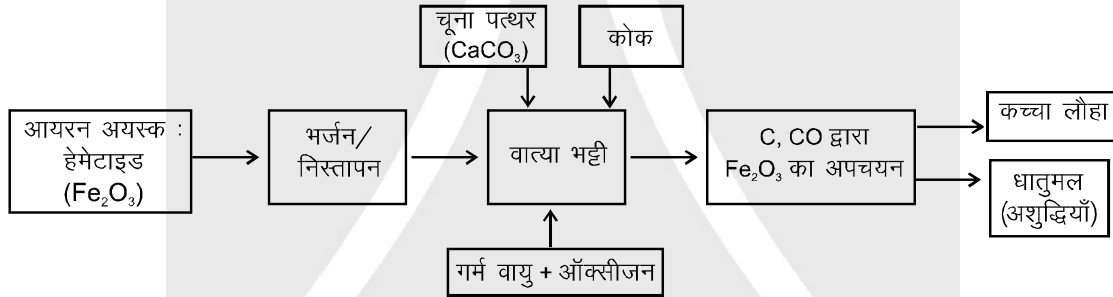 चूना पत्थर
(CaCO₃)
कोक
आयरन अयस्क :
हेमेटाइड
(Fe₂O₃)
भर्जन/
निस्तापन
वात्या भट्टी
C, CO द्वारा
Fe₂O₃ का अपचयन
कच्चा लौहा
धातुमल
(अशुद्धियाँ)
गर्म वायु + ऑक्सीजन